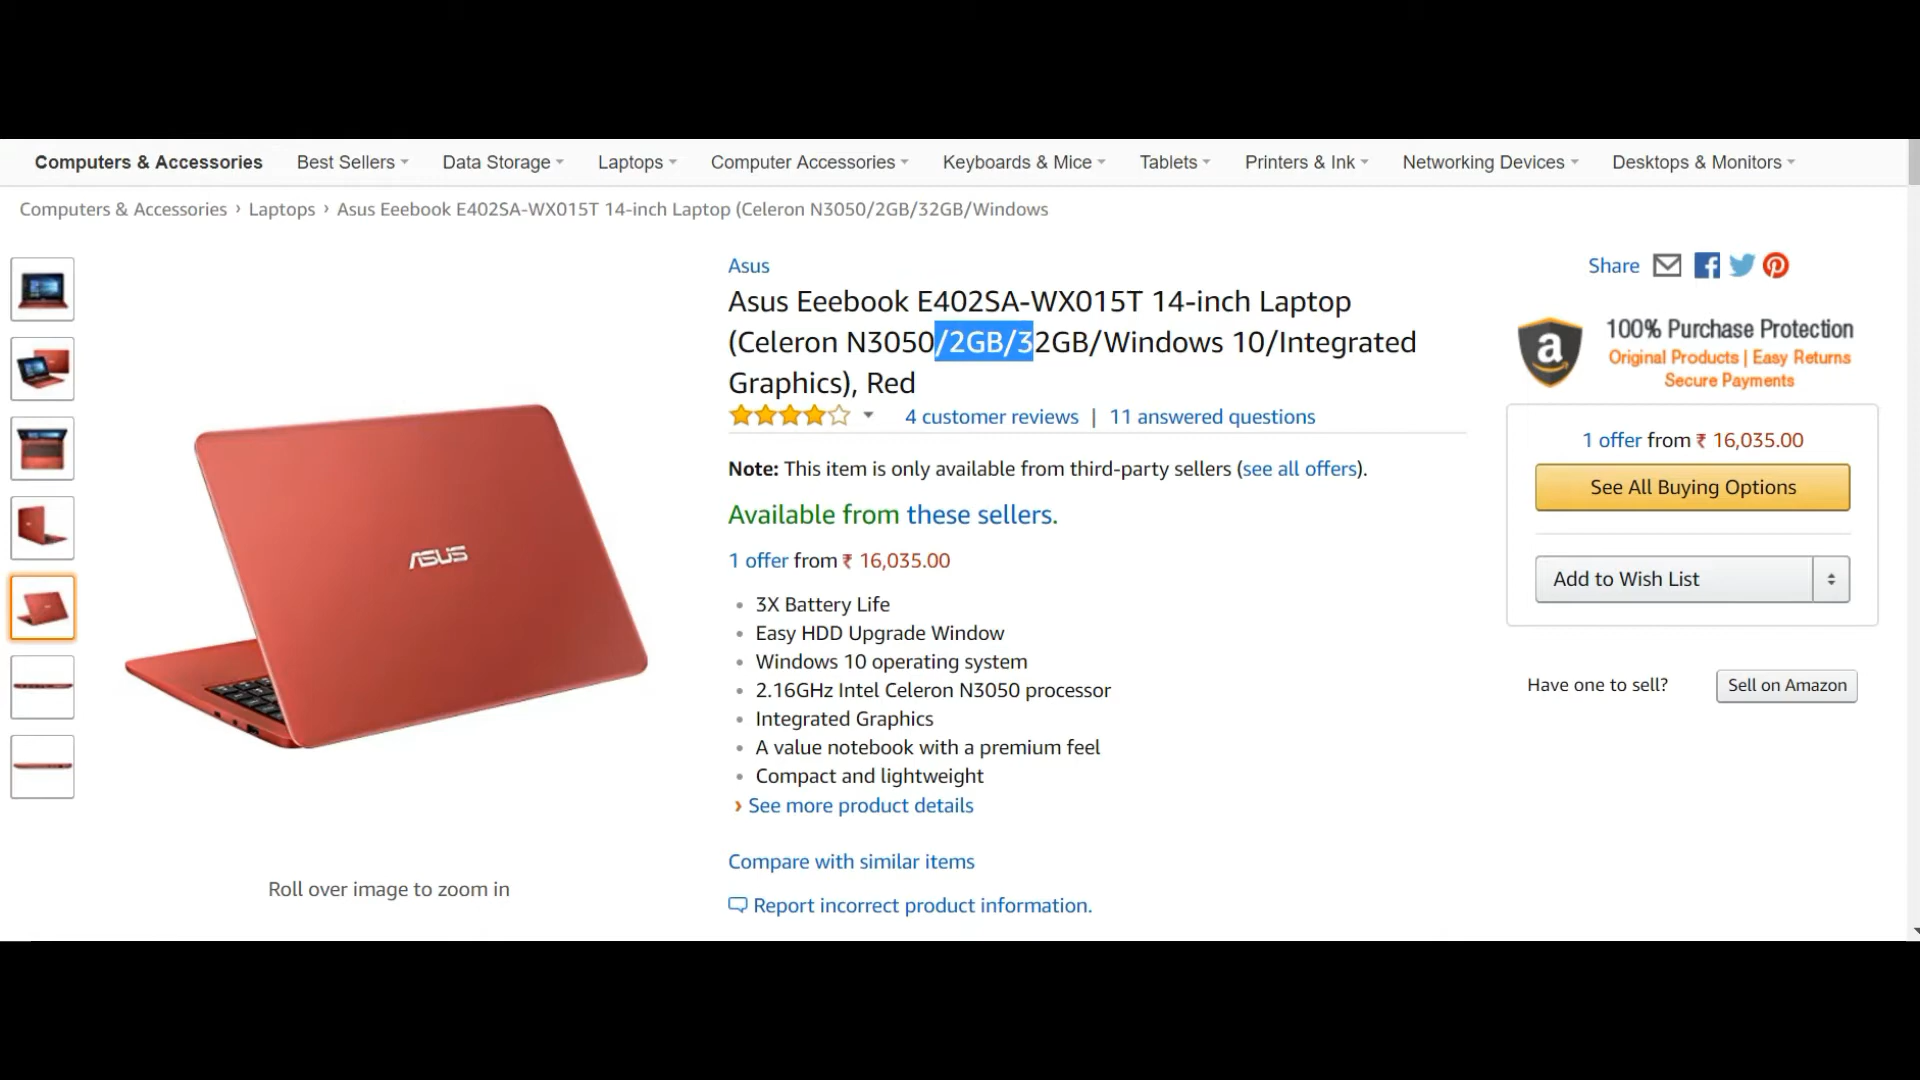 Computers & Accessories Best Sellers Data Storage Laptops Computer Accessories Keyboards & Mice Tablets Printers & Ink Networking Devices Desktops & Monitors
Computers & Accessories › Laptops › Asus Eeebook E402SA-WX015T 14-inch Laptop (Celeron N3050/2GB/32GB/Windows
Asus
Asus Eeebook E402SA-WX015T 14-inch Laptop
(Celeron N3050/2GB/32GB/Windows 10/Integrated
Graphics), Red
4 customer reviews | 11 answered questions
Note: This item is only available from third-party sellers (see all offers).
Available from these sellers.
1 offer from ₹ 16,035.00
• 3X Battery Life
• Easy HDD Upgrade Window
• Windows 10 operating system
• 2.16GHz Intel Celeron N3050 processor
• Integrated Graphics
• A value notebook with a premium feel
• Compact and lightweight
› See more product details
Compare with similar items
Report incorrect product information.
ASUS
Roll over image to zoom in
Share
a
100% Purchase Protection
Original Products | Easy Returns
Secure Payments
1 offer from ₹ 16,035.00
See All Buying Options
Add to Wish List
Have one to sell? Sell on Amazon